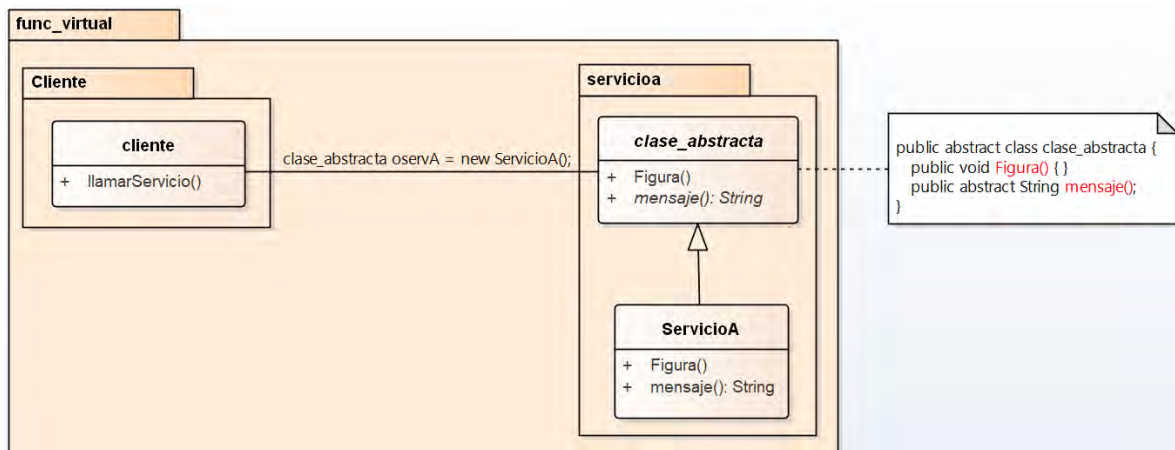 func_virtual
Cliente
cliente
+ llamarServicio()
clase_abstracta oservA = new ServicioA();
servicioa
clase_abstracta
+ Figura()
+ mensaje(): String
ServicioA
+ Figura()
+ mensaje(): String
public abstract class clase_abstracta {
public void Figura() { }
public abstract String mensaje();
}